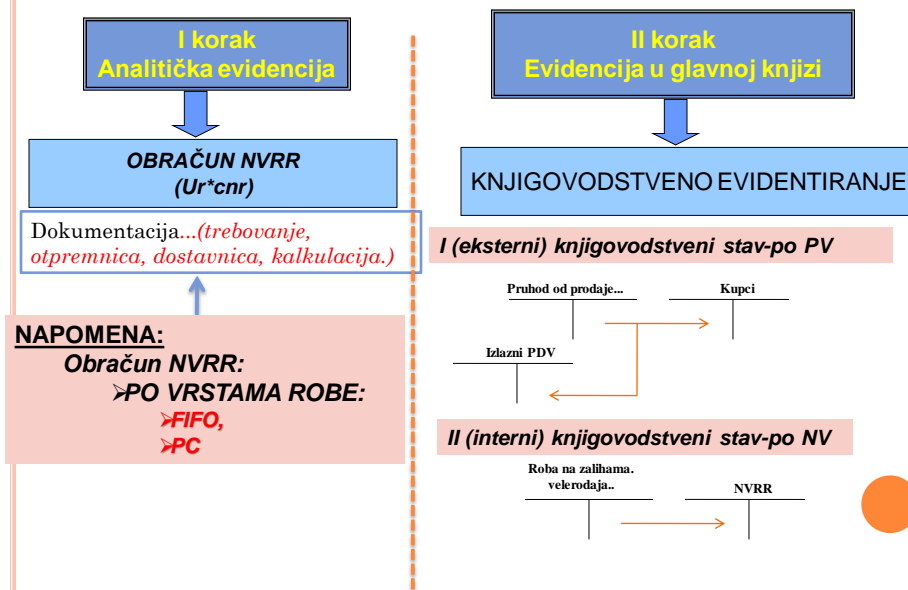 I korak
Analitička evidencija
OBRAČUN NVRR
(Ur*cnr)
Dokumentacija...(trebovanje,
otpremnica, dostavnica, kalkulacija.)
NAPOMENA:
Obračun NVRR:
➢PO VRSTAMA ROBE:
➢FIFO,
➢PC
II korak
Evidencija u glavnoj knjizi
KNJIGOVODSTVENO EVIDENTIRANJE
I (eksterni) knjigovodstveni stav-po PV
Pruhod od prodaje...
Kupci
Izlazni PDV
II (interni) knjigovodstveni stav-po NV
Roba na zalihama.
velerodaja..
NVRR